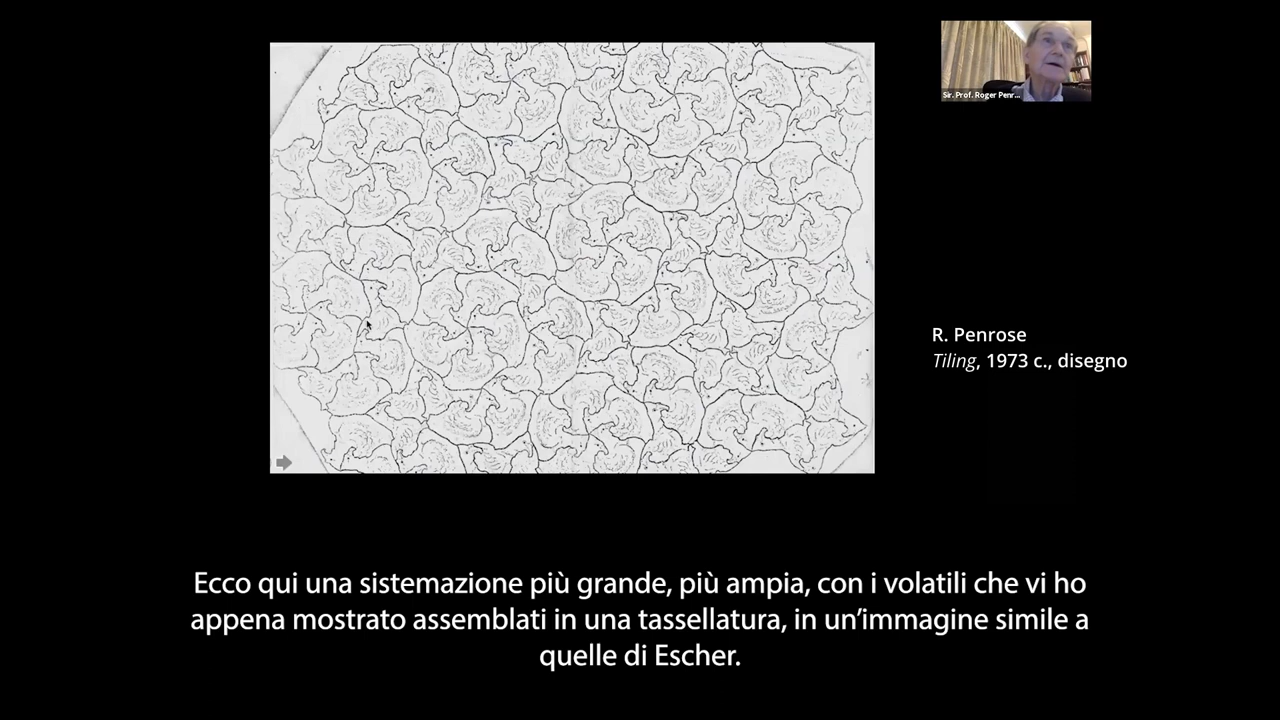 Sir. Prof. Roger Penr...
R. Penrose
Tiling, 1973 c., disegno
Ecco qui una sistemazione più grande, più ampia, con i volatili che vi ho
appena mostrato assemblati in una tassellatura, in un’immagine simile a
quelle di Escher.